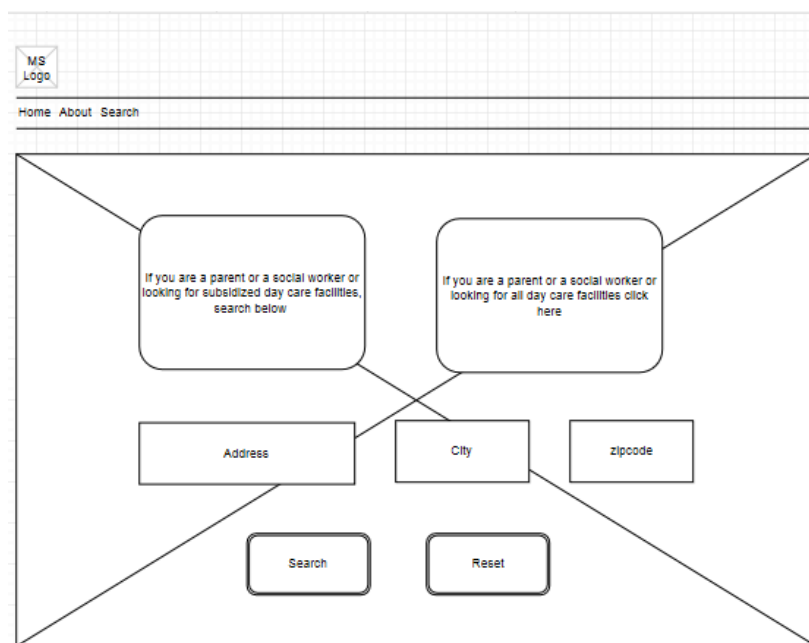 MS
Logo
Home About Search
If you are a parent or a social worker or
looking for subsidized day care facilities,
search below
If you are a parent or a social worker or
looking for all day care facilities click
here
Address
City
zipcode
Search
Reset